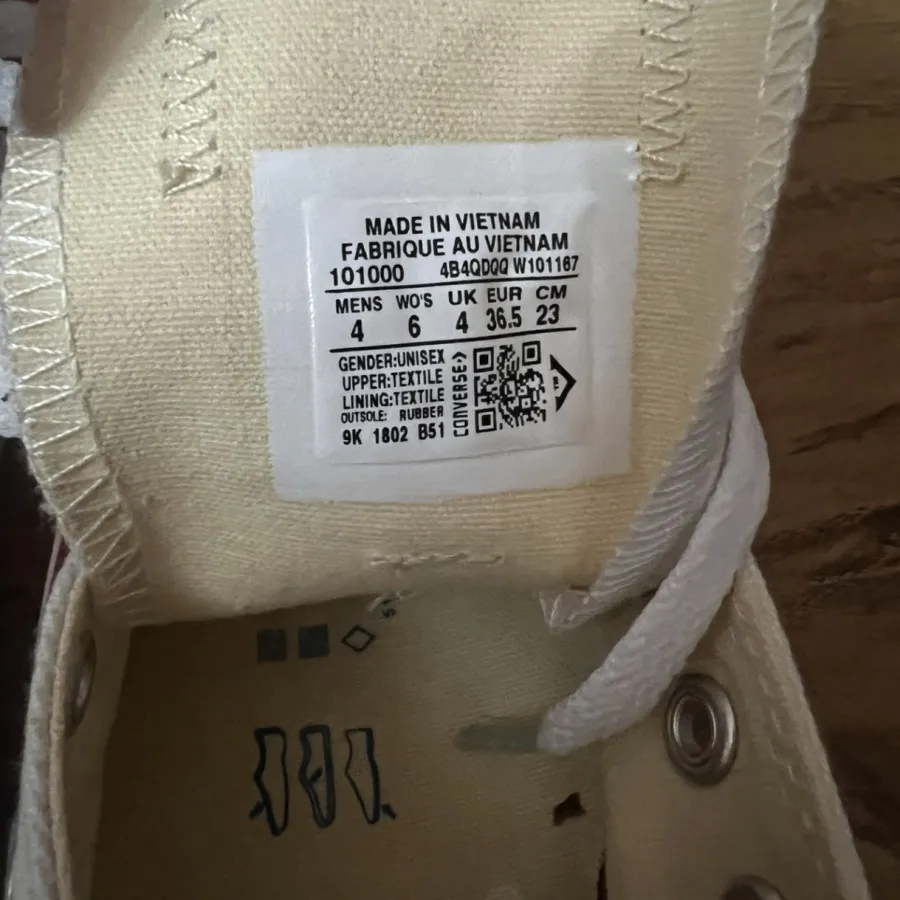 MADE IN VIETNAM
FABRIQUE AU VIETNAM
101000 4B4QDQQ W101167
MENS WO'S UK EUR CM
4 6 4 36.5 23
GENDER:UNISEX
UPPER:TEXTILE
LINING:TEXTILE
OUTSOLE: RUBBER
9K 1802 B51
CONVERSE
TM